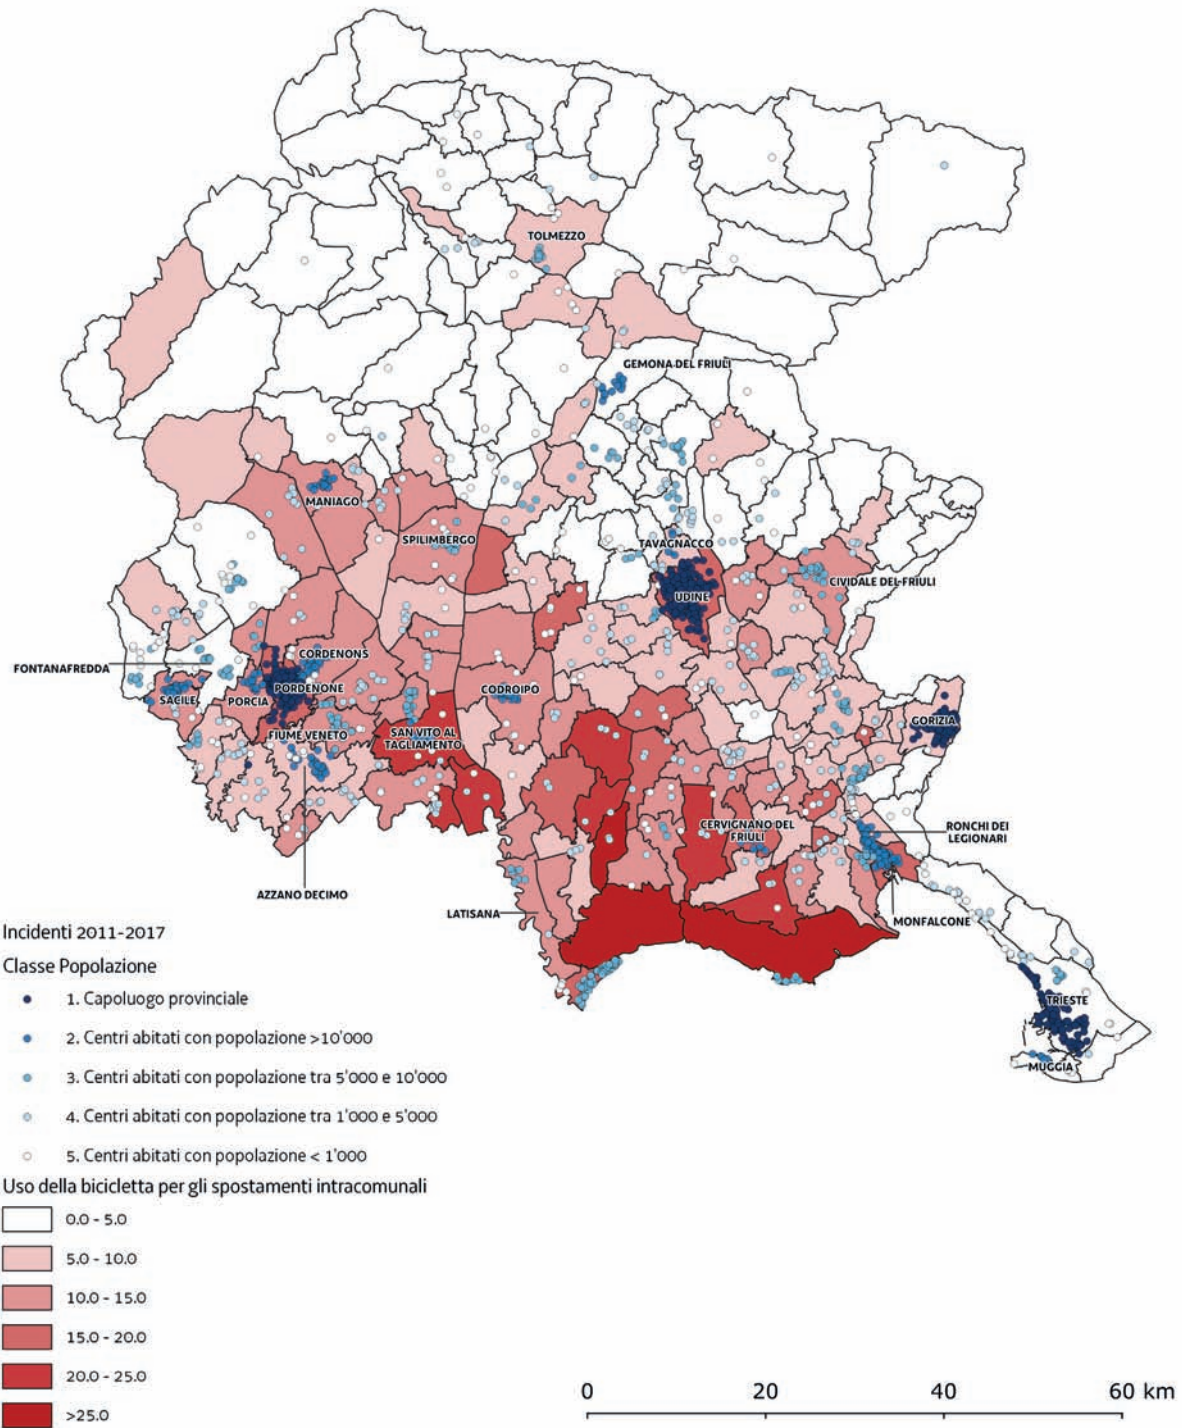 TOLMEZZO
GEMONA DEL FRIULI
MANIAGO
SPILIMBERGO
TAVAGNACCO
CIVIDALE DEL FRIULI
UDINE
CORDENONS
FONTANAFREDDA
PORDENONE
SACILE
PORCIA
CODROIPO
GORIZIA
FIUME VENETO
SAN VITO AL
TAGLIAMENTO
CERVIGNANO DEL
FRIULI
RONCHI DEI
LEGIONARI
AZZANO DECIMO
LATISANA
MONFALCONE
TRIESTE
MUGGIA
Incidenti 2011-2017
Classe Popolazione
1. Capoluogo provinciale
2. Centri abitati con popolazione >10'000
3. Centri abitati con popolazione tra 5'000 e 10'000
4. Centri abitati con popolazione tra 1'000 e 5'000
5. Centri abitati con popolazione < 1'000
Uso della bicicletta per gli spostamenti intracomunali
0.0 - 5.0
5.0 - 10.0
10.0 - 15.0
15.0 - 20.0
20.0 - 25.0
>25.0
0 20 40 60 km